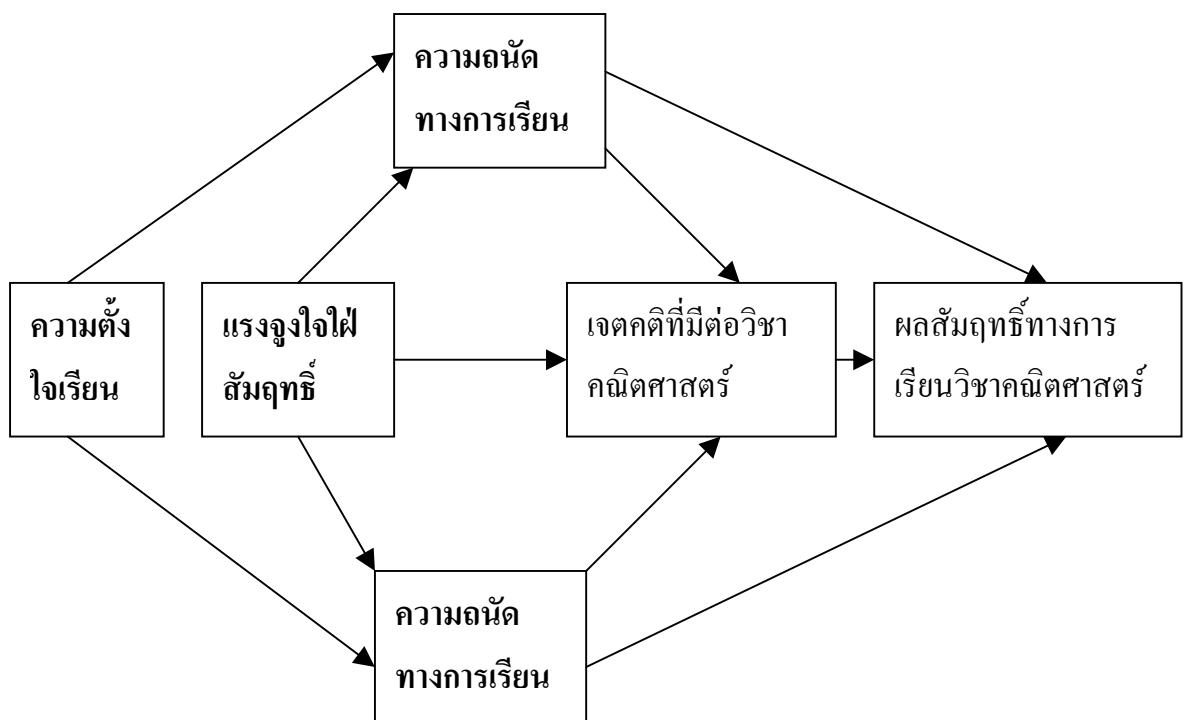 ความถนัด
ทางการเรียน
ความตั้ง
ใจเรียน
แรงจูงใจใฝ่
สัมฤทธิ์
เจตคติที่มีต่อวิชา
คณิตศาสตร์
ผลสัมฤทธิ์ทางการ
เรียนวิชาคณิตศาสตร์
ความถนัด
ทางการเรียน